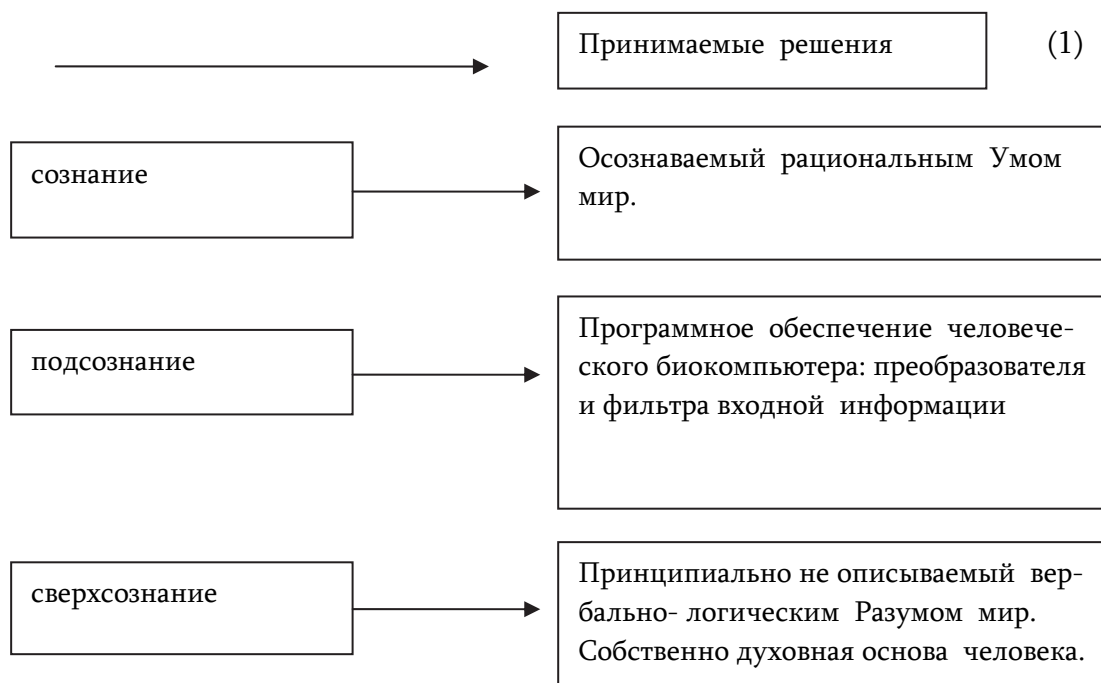 Принимаемые решения
(1)
сознание
Осознаваемый рациональным Умом
мир.
подсознание
Программное обеспечение человече-
ского биокомпьютера: преобразователя
и фильтра входной информации
сверхсознание
Принципиально не описываемый вер-
бально- логическим Разумом мир.
Собственно духовная основа человека.